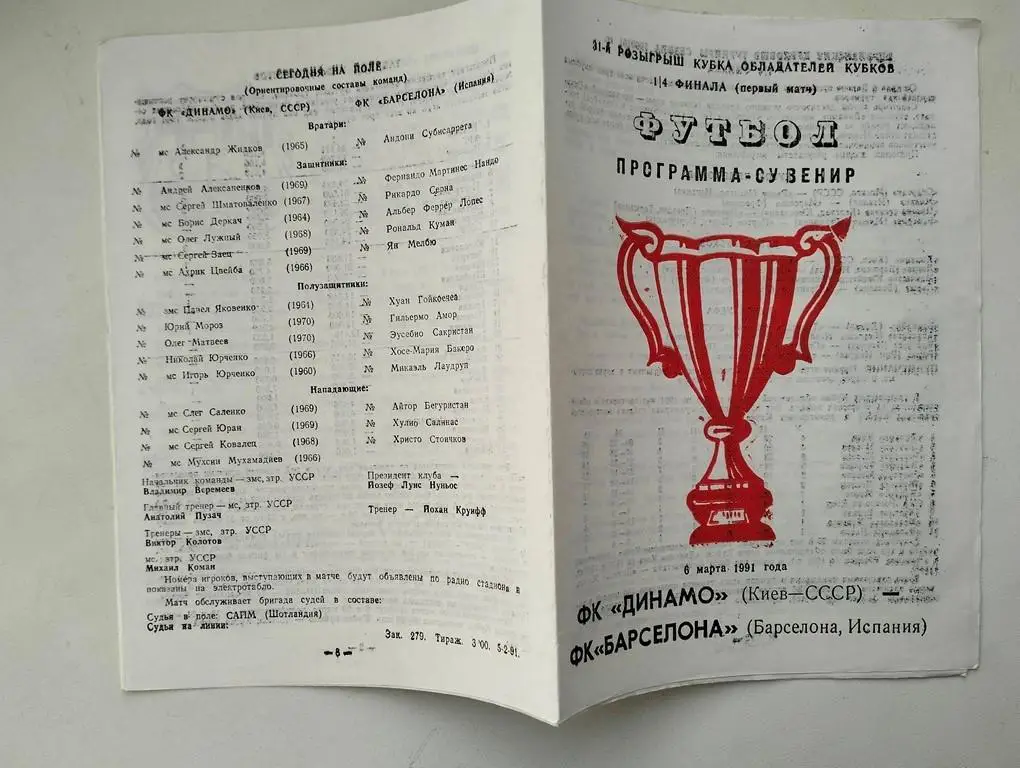 СЕГОДНЯ НА ПОЛЕ
(Ориентировочные составы команд)
ФК «ДИНАМО» (Киев, СССР) ФК «БАРСЕЛОНА» (Испания)
Вратари:
№ мс Александр Жидков (1965) № Андони Субисаррета
Защитники:
№ Андрей Алексаненков (1969) № Фернандо Мартинес Нандо
№ мс Сергей Шматоваленко (1967) № Рикардо Серна
№ мс Борис Деркач (1964) № Альбер Феррер Лопес
№ мс Олег Лужный (1968) № Рональд Куман
№ мс Сергей Заец (1969) № Ян Мелбю
№ мс Ахрик Цвейба (1966)
Полузащитники:
№ змс Павел Яковенко (1964) № Хуан Гойкоечеа
№ Юрий Мороз (1970) № Гильермо Амор
№ Олег Матвеев (1970) № Эусебио Сакристан
№ Николай Юрченко (1966) № Хосе-Мария Бакеро
№ мс Игорь Юрченко (1960) № Микаэль Лаудруп
Нападающие:
№ мс Слег Саленко (1969) № Айтор Бегуристан
№ мс Сергей Юран (1969) № Хулио Салинас
№ мс Сергей Ковалец (1968) № Христо Стоичков
№ мс Мухсин Мухамадиев (1966)
Начальник команды — змс, зтр. УССР
Владимир Веремеев
Президент клуба —
Йозеф Луис Нуньос
Главный тренер — мс, зтр. УССР
Анатолий Пузач
Тренер — Йохан Круифф
Тренеры — змс, зтр. УССР
Виктор Колотов
мс, зтр. УССР
Михаил Коман
Номера игроков, выступающих в матче будут объявлены по радио стадиона и
показаны на электротабло.
Матч обслуживает бригада судей в составе:
Судья в поле: САЙМ (Шотландия)
Судьи на линии:
Зак. 279. Тираж. 3'00. 5-2-91.
—8—
31-Й РОЗЫГРЫШ КУБКА ОБЛАДАТЕЛЕЙ КУБКОВ
1|4 ФИНАЛА (первый матч)
ФУТБОЛ
ПРОГРАММА-СУВЕНИР
6 марта 1991 года
ФК «ДИНАМО» (Киев—СССР) —
ФК«БАРСЕЛОНА» (Барселона, Испания)